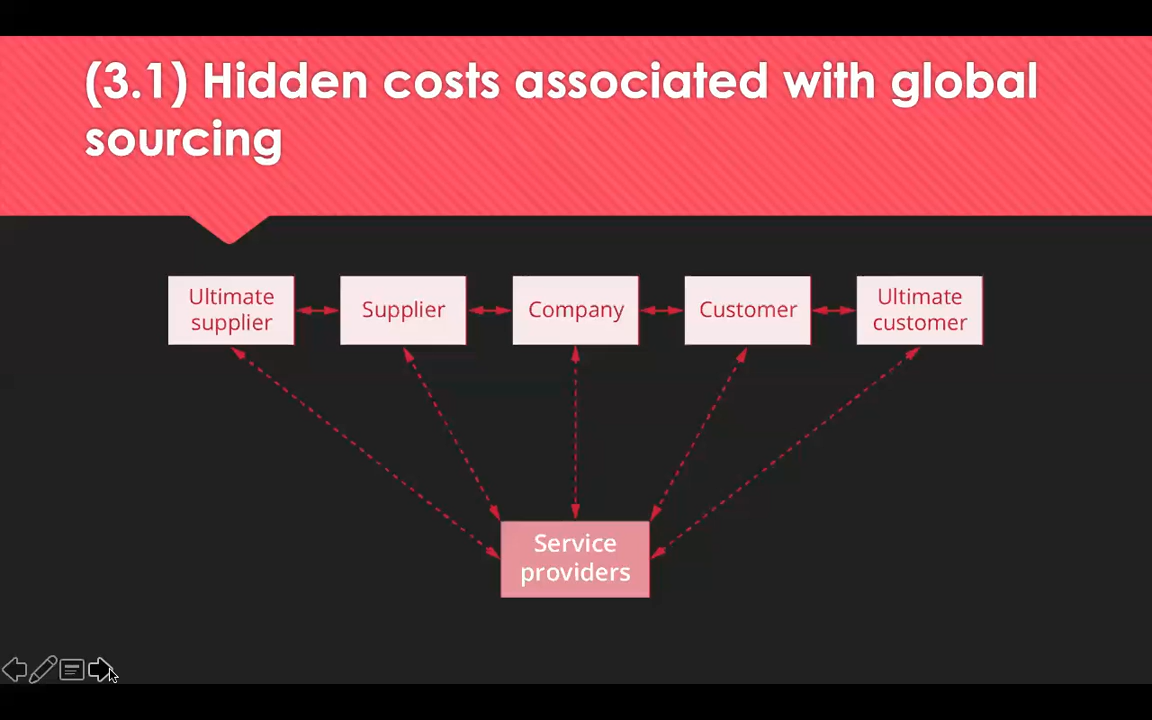 (3.1) Hidden costs associated with global
sourcing
Ultimate
supplier
Supplier
Company
Customer
Ultimate
customer
Service
providers